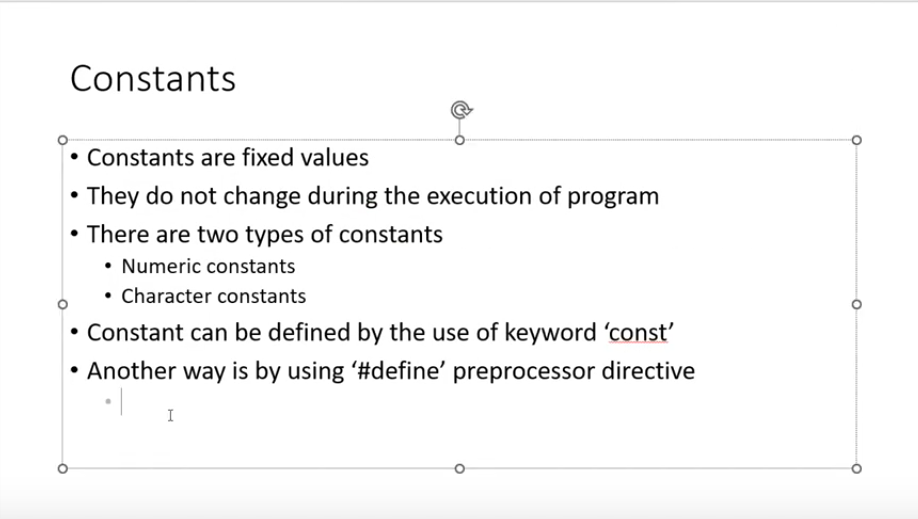 Constants
• Constants are fixed values
• They do not change during the execution of program
• There are two types of constants
• Numeric constants
• Character constants
• Constant can be defined by the use of keyword ‘const’
• Another way is by using ‘#define’ preprocessor directive